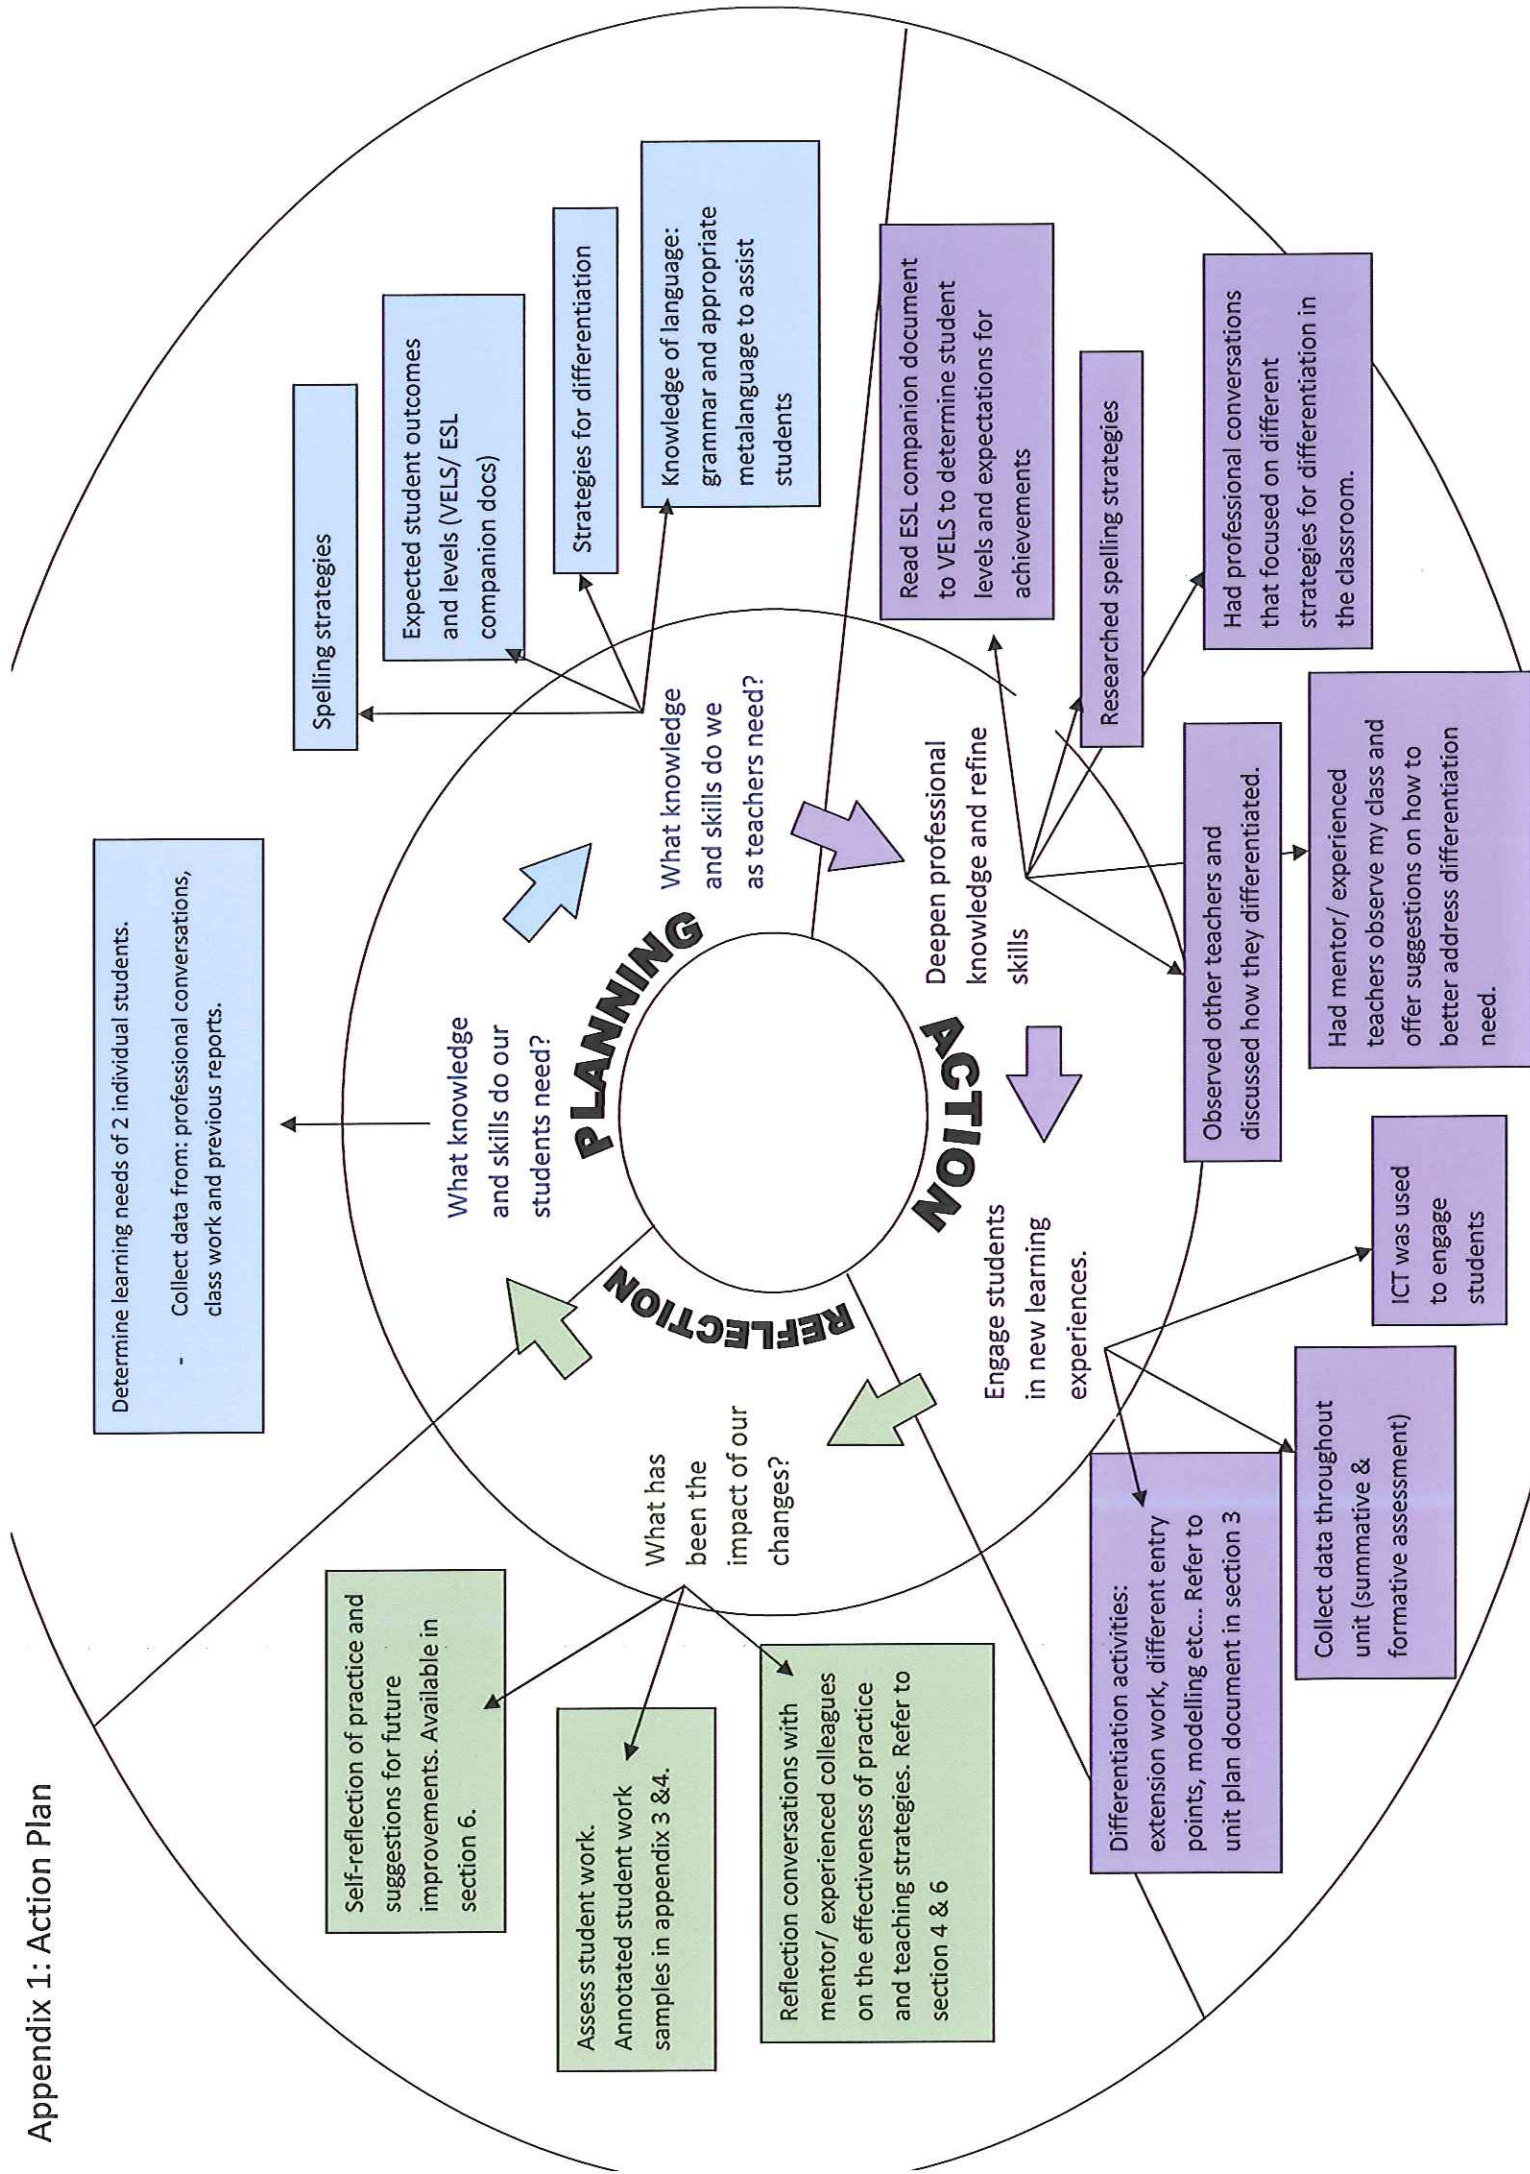 Appendix 1: Action Plan
Determine learning needs of 2 individual students.
- Collect data from: professional conversations,
class work and previous reports.
What knowledge
and skills do our
students need?
PLANNING
What knowledge
and skills do we
as teachers need?
Spelling strategies
Expected student outcomes
and levels (VELS/ ESL
companion docs)
Strategies for differentiation
Knowledge of language:
grammar and appropriate
metalanguage to assist
students
Deepen professional
knowledge and refine
skills
ACTION
Read ESL companion document
to VELS to determine student
levels and expectations for
achievements
Researched spelling strategies
Had professional conversations
that focused on different
strategies for differentiation in
the classroom.
Had mentor/ experienced
teachers observe my class and
offer suggestions on how to
better address differentiation
need.
Observed other teachers and
discussed how they differentiated.
Engage students
in new learning
experiences.
ICT was used
to engage
students
Collect data throughout
unit (summative &
formative assessment)
Differentiation activities:
extension work, different entry
points, modelling etc... Refer to
unit plan document in section 3
REFLECTION
What has
been the
impact of our
changes?
Reflection conversations with
mentor/ experienced colleagues
on the effectiveness of practice
and teaching strategies. Refer to
section 4 & 6
Assess student work.
Annotated student work
samples in appendix 3 &4.
Self-reflection of practice and
suggestions for future
improvements. Available in
section 6.